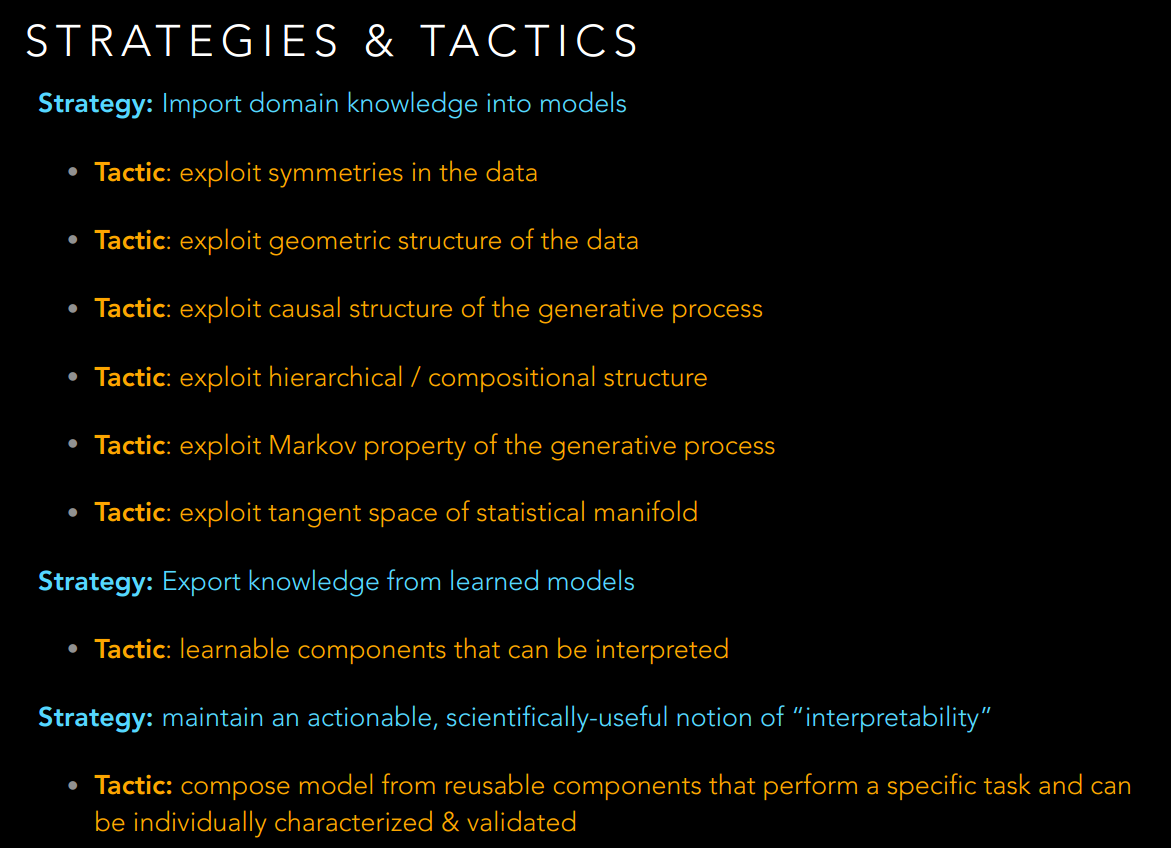 STRATEGIES & TACTICS
Strategy: Import domain knowledge into models
• Tactic: exploit symmetries in the data
• Tactic: exploit geometric structure of the data
• Tactic: exploit causal structure of the generative process
• Tactic: exploit hierarchical / compositional structure
• Tactic: exploit Markov property of the generative process
• Tactic: exploit tangent space of statistical manifold
Strategy: Export knowledge from learned models
• Tactic: learnable components that can be interpreted
Strategy: maintain an actionable, scientifically-useful notion of “interpretability”
• Tactic: compose model from reusable components that perform a specific task and can
be individually characterized & validated